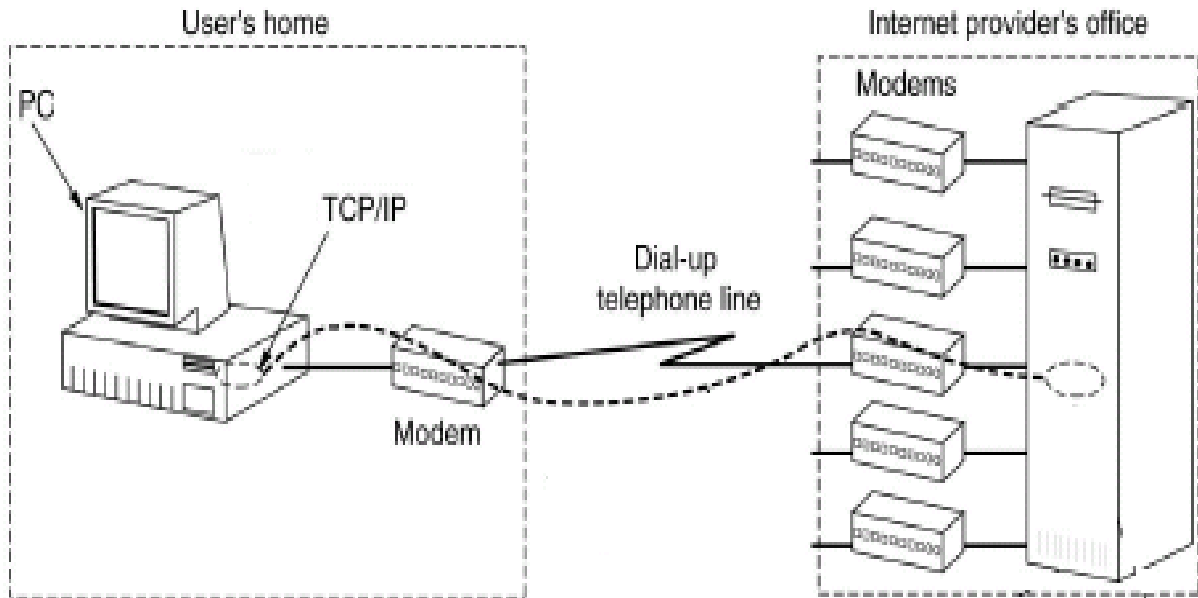 User's home
Internet provider's office
PC
Modems
TCP/IP
Dial-up
telephone line
Modem